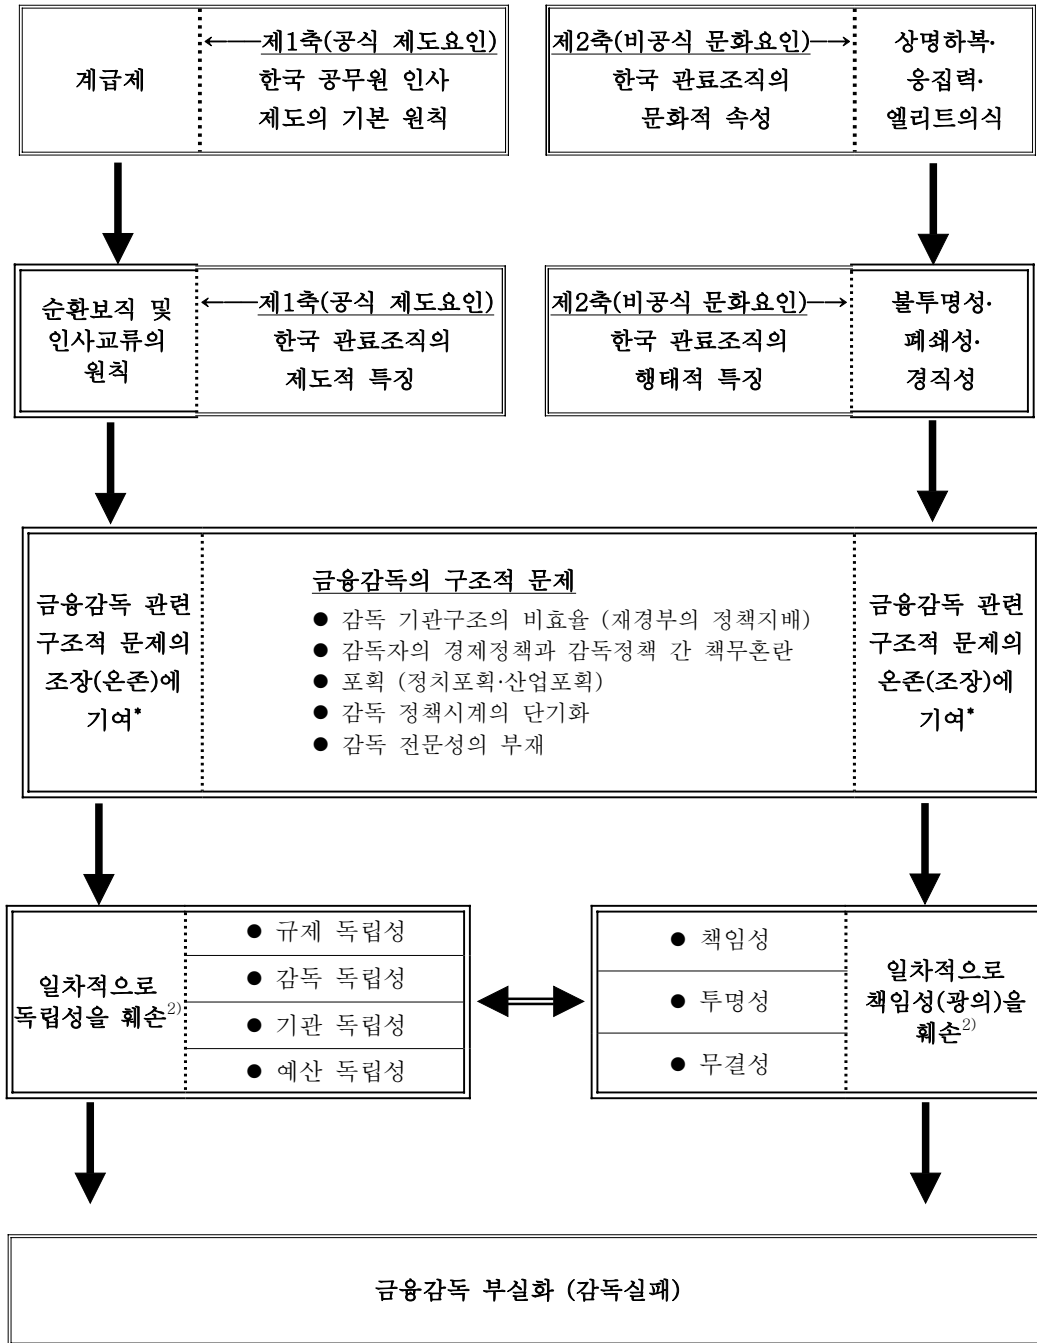 계급제
←──제1축(공식 제도요인)
한국 공무원 인사
제도의 기본 원칙
제2축(비공식 문화요인)─→
한국 관료조직의
문화적 속성
상명하복·
응집력·
엘리트의식
순환보직 및
인사교류의
원칙
←──제1축(공식 제도요인)
한국 관료조직의
제도적 특징
제2축(비공식 문화요인)─→
한국 관료조직의
행태적 특징
불투명성·
폐쇄성·
경직성
금융감독 관련
구조적 문제의
조장(온존)에
기여*
금융감독의 구조적 문제
● 감독 기관구조의 비효율 (재경부의 정책지배)
● 감독자의 경제정책과 감독정책 간 책무혼란
● 포획 (정치포획·산업포획)
● 감독 정책시계의 단기화
● 감독 전문성의 부재
금융감독 관련
구조적 문제의
온존(조장)에
기여*
일차적으로
독립성을 훼손2)
● 규제 독립성
● 감독 독립성
● 기관 독립성
● 예산 독립성
● 책임성
● 투명성
● 무결성
일차적으로
책임성(광의)을
훼손2)
금융감독 부실화 (감독실패)